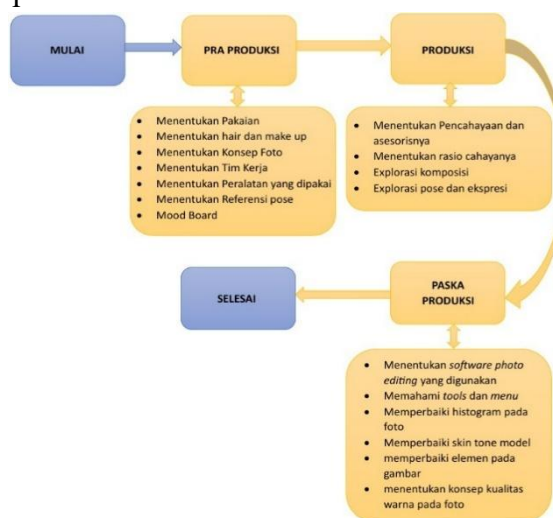 MULAI
PRA PRODUKSI
PRODUKSI
Menentukan Pakaian
Menentukan hair dan make up
Menentukan Konsep Foto
Menentukan Tim Kerja
Menentukan Peralatan yang dipakai
Menentukan Referensi pose
Mood Board
Menentukan Pencahayaan dan
asesorisnya
Menentukan rasio cahayanya
Explorasi komposisi
Explorasi pose dan ekspresi
SELESAI
PASKA
PRODUKSI
Menentukan software photo
editing yang digunakan
Memahami tools dan menu
Memperbaiki histogram pada
foto
Memperbaiki skin tone model
memperbaiki elemen pada
gambar
menentukan konsep kualitas
warna pada foto